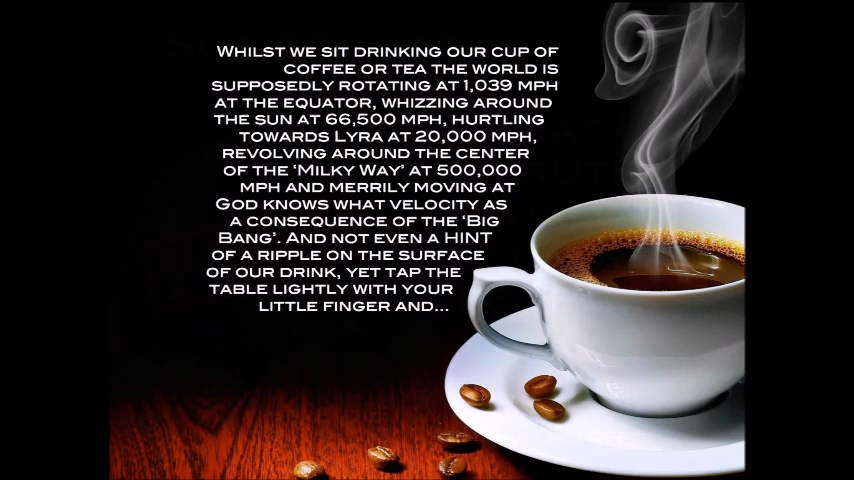 Whilst we sit drinking our cup of
coffee or tea the world is
supposedly rotating at 1,039 mph
at the equator, whizzing around
the sun at 66,500 mph, hurtling
towards Lyra at 20,000 mph,
revolving around the center
of the ‘Milky Way’ at 500,000
mph and merrily moving at
God knows what velocity as
a consequence of the ‘Big
Bang’. And not even a HINT
of a ripple on the surface
of our drink, yet tap the
table lightly with your
little finger and...